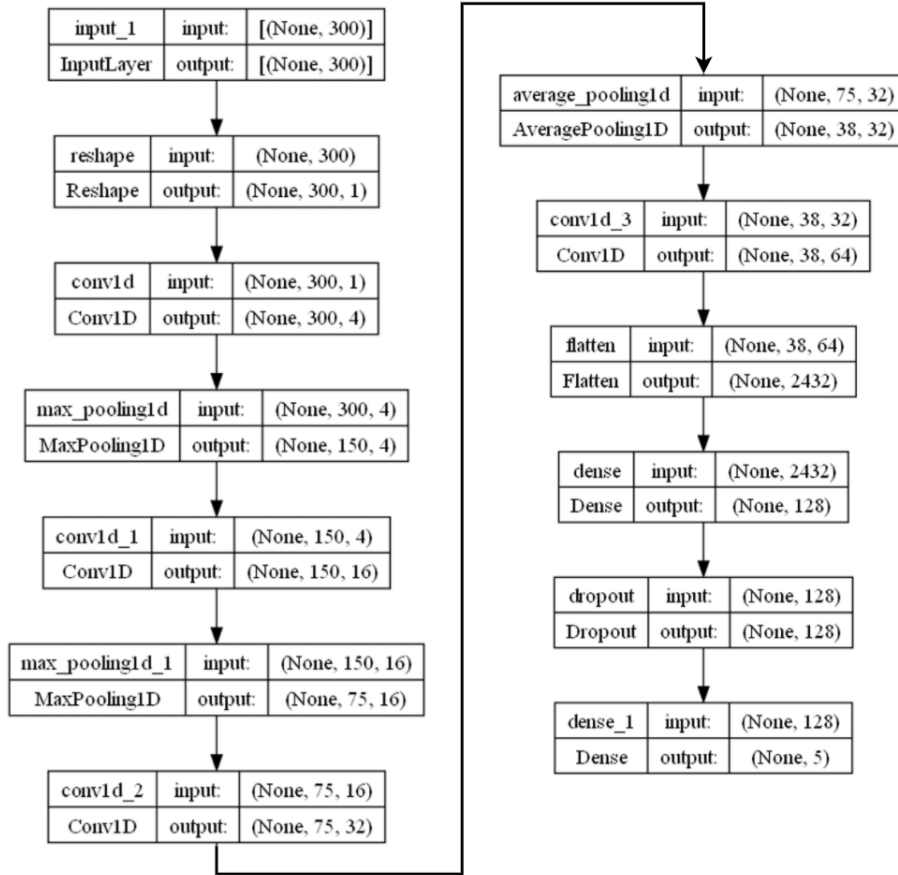 input_1 input: [(None, 300)]
InputLayer output: [(None, 300)]
reshape input: (None, 300)
Reshape output: (None, 300, 1)
conv1d input: (None, 300, 1)
Conv1D output: (None, 300, 4)
max_pooling1d input: (None, 300, 4)
MaxPooling1D output: (None, 150, 4)
conv1d_1 input: (None, 150, 4)
Conv1D output: (None, 150, 16)
max_pooling1d_1 input: (None, 150, 16)
MaxPooling1D output: (None, 75, 16)
conv1d_2 input: (None, 75, 16)
Conv1D output: (None, 75, 32)
average_pooling1d input: (None, 75, 32)
AveragePooling1D output: (None, 38, 32)
conv1d_3 input: (None, 38, 32)
Conv1D output: (None, 38, 64)
flatten input: (None, 38, 64)
Flatten output: (None, 2432)
dense input: (None, 2432)
Dense output: (None, 128)
dropout input: (None, 128)
Dropout output: (None, 128)
dense_1 input: (None, 128)
Dense output: (None, 5)